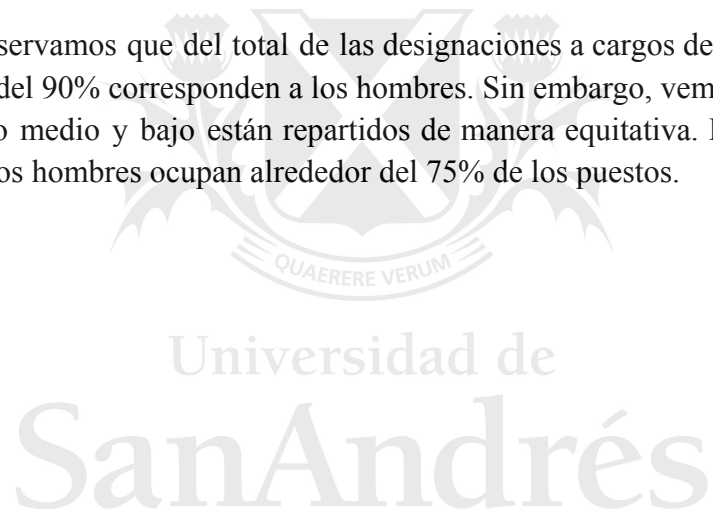 servamos que del total de las designaciones a cargos de
del 90% corresponden a los hombres. Sin embargo, vem
o medio y bajo están repartidos de manera equitativa.
os hombres ocupan alrededor del 75% de los puestos.
QUAERERE VERUM
Universidad de
SanAndrés